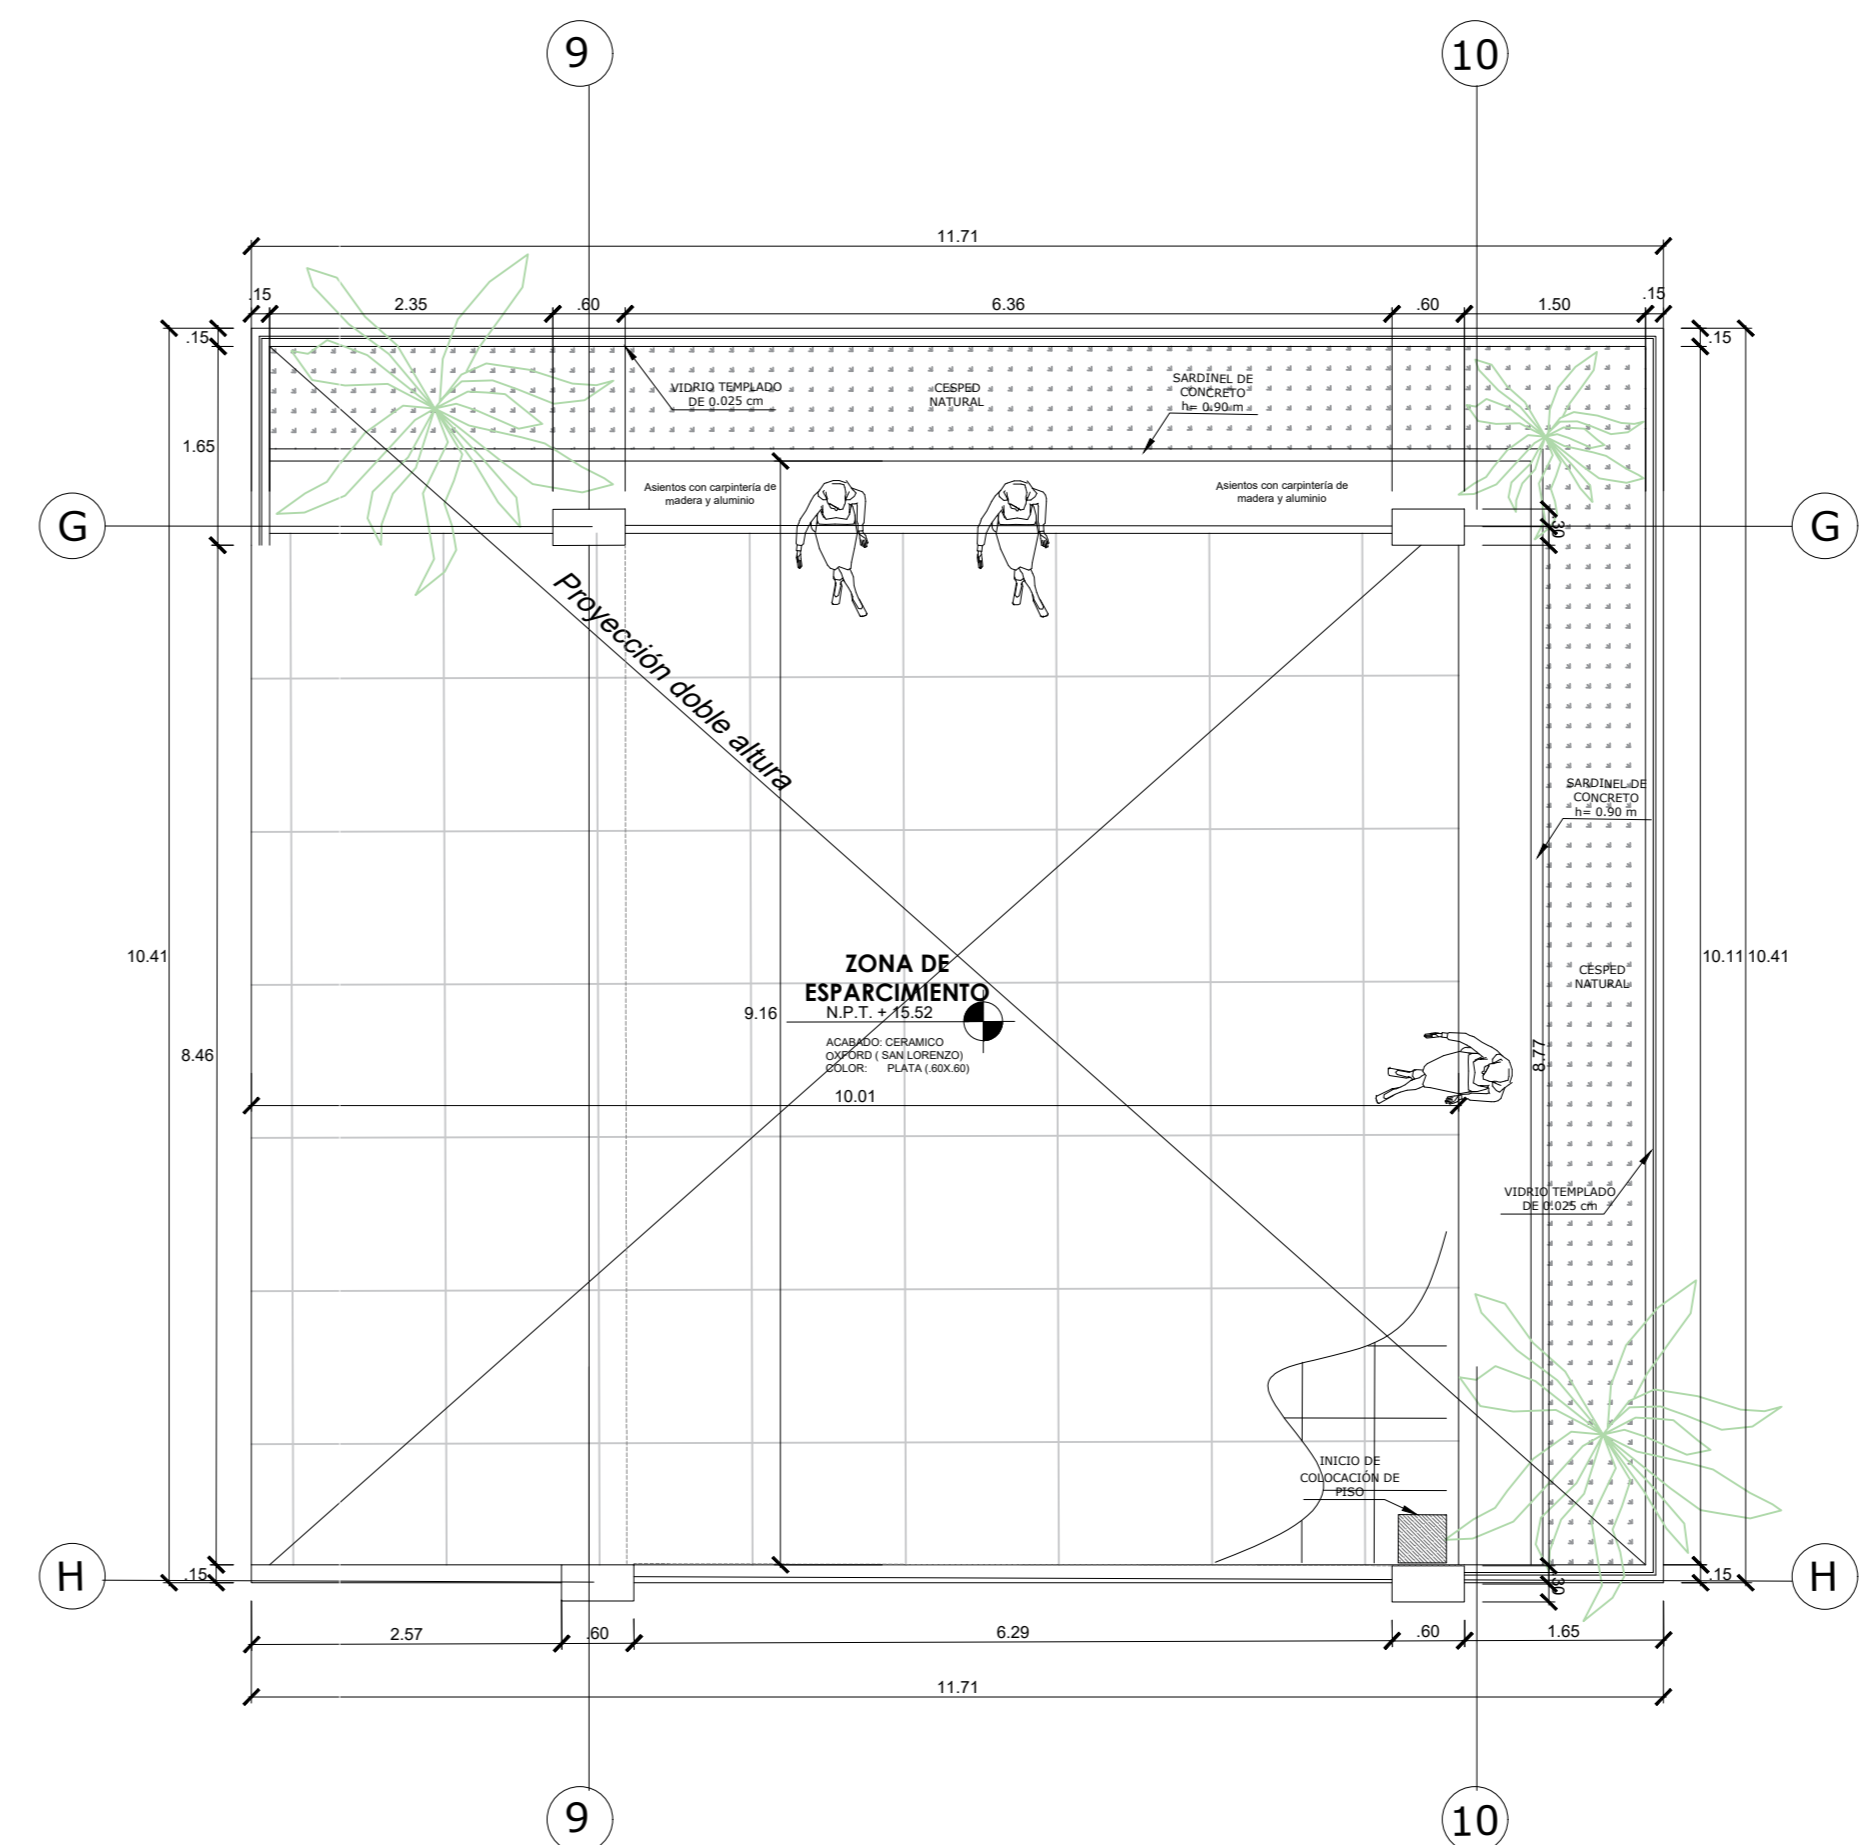 9
10
11.71
.15
2.35
.60
6.36
.60
1.50
.15
.15
.15
VIDRIO TEMPLADO
DE 0.025 cm
CESPED
NATURAL
SARDINEL DE
CONCRETO
h= 0.90 m
1.65
Asientos con carpintería de
madera y aluminio
Asientos con carpintería de
madera y aluminio
G
G
.30
Proyección doble altura
SARDINEL DE
CONCRETO
h= 0.90 m
10.41
ZONA DE
ESPARCIMIENTO
N.P.T. + 15.52
9.16
CESPED
NATURAL
10.11
10.41
8.46
ACABADO: CERAMICO
OXFORD ( SAN LORENZO)
COLOR: PLATA (.60X.60)
8.77
10.01
VIDRIO TEMPLADO
DE 0.025 cm
INICIO DE
COLOCACIÓN DE
PISO
H
.15
.30
.15
H
2.57
.60
6.29
.60
1.65
11.71
9
10